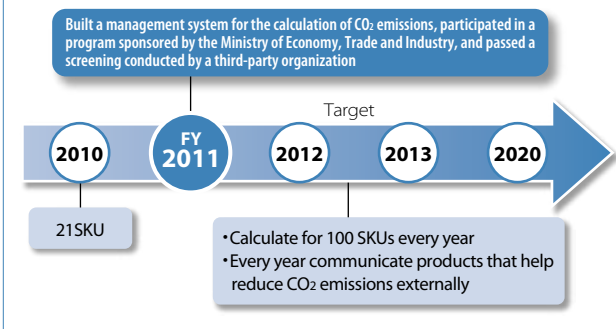 Built a management system for the calculation of CO2 emissions, participated in a
program sponsored by the Ministry of Economy, Trade and Industry, and passed a
screening conducted by a third-party organization
Target
2010
FY
2011
2012
2013
2020
21SKU
・Calculate for 100 SKUs every year
・Every year communicate products that help
reduce CO2 emissions externally